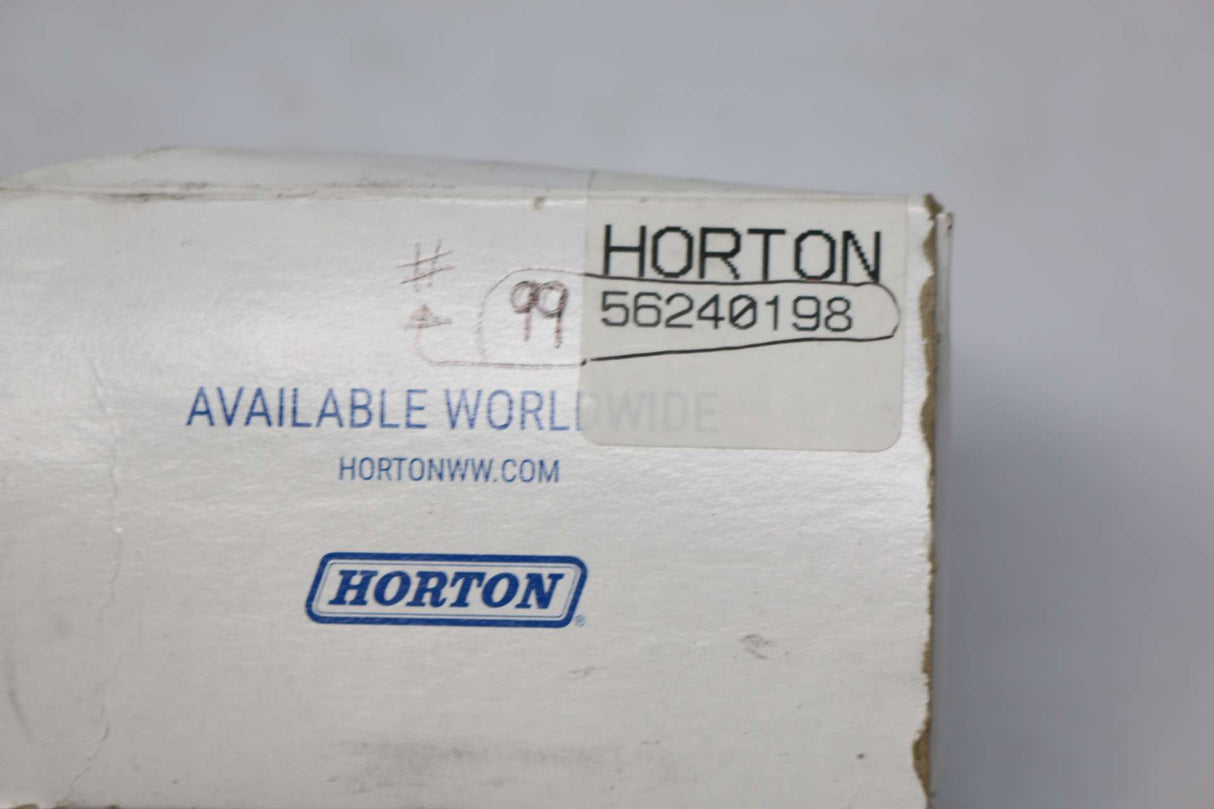 HORTON
#
99 56240198
AVAILABLE WORLDWIDE
HORTONWW.COM
HORTON®